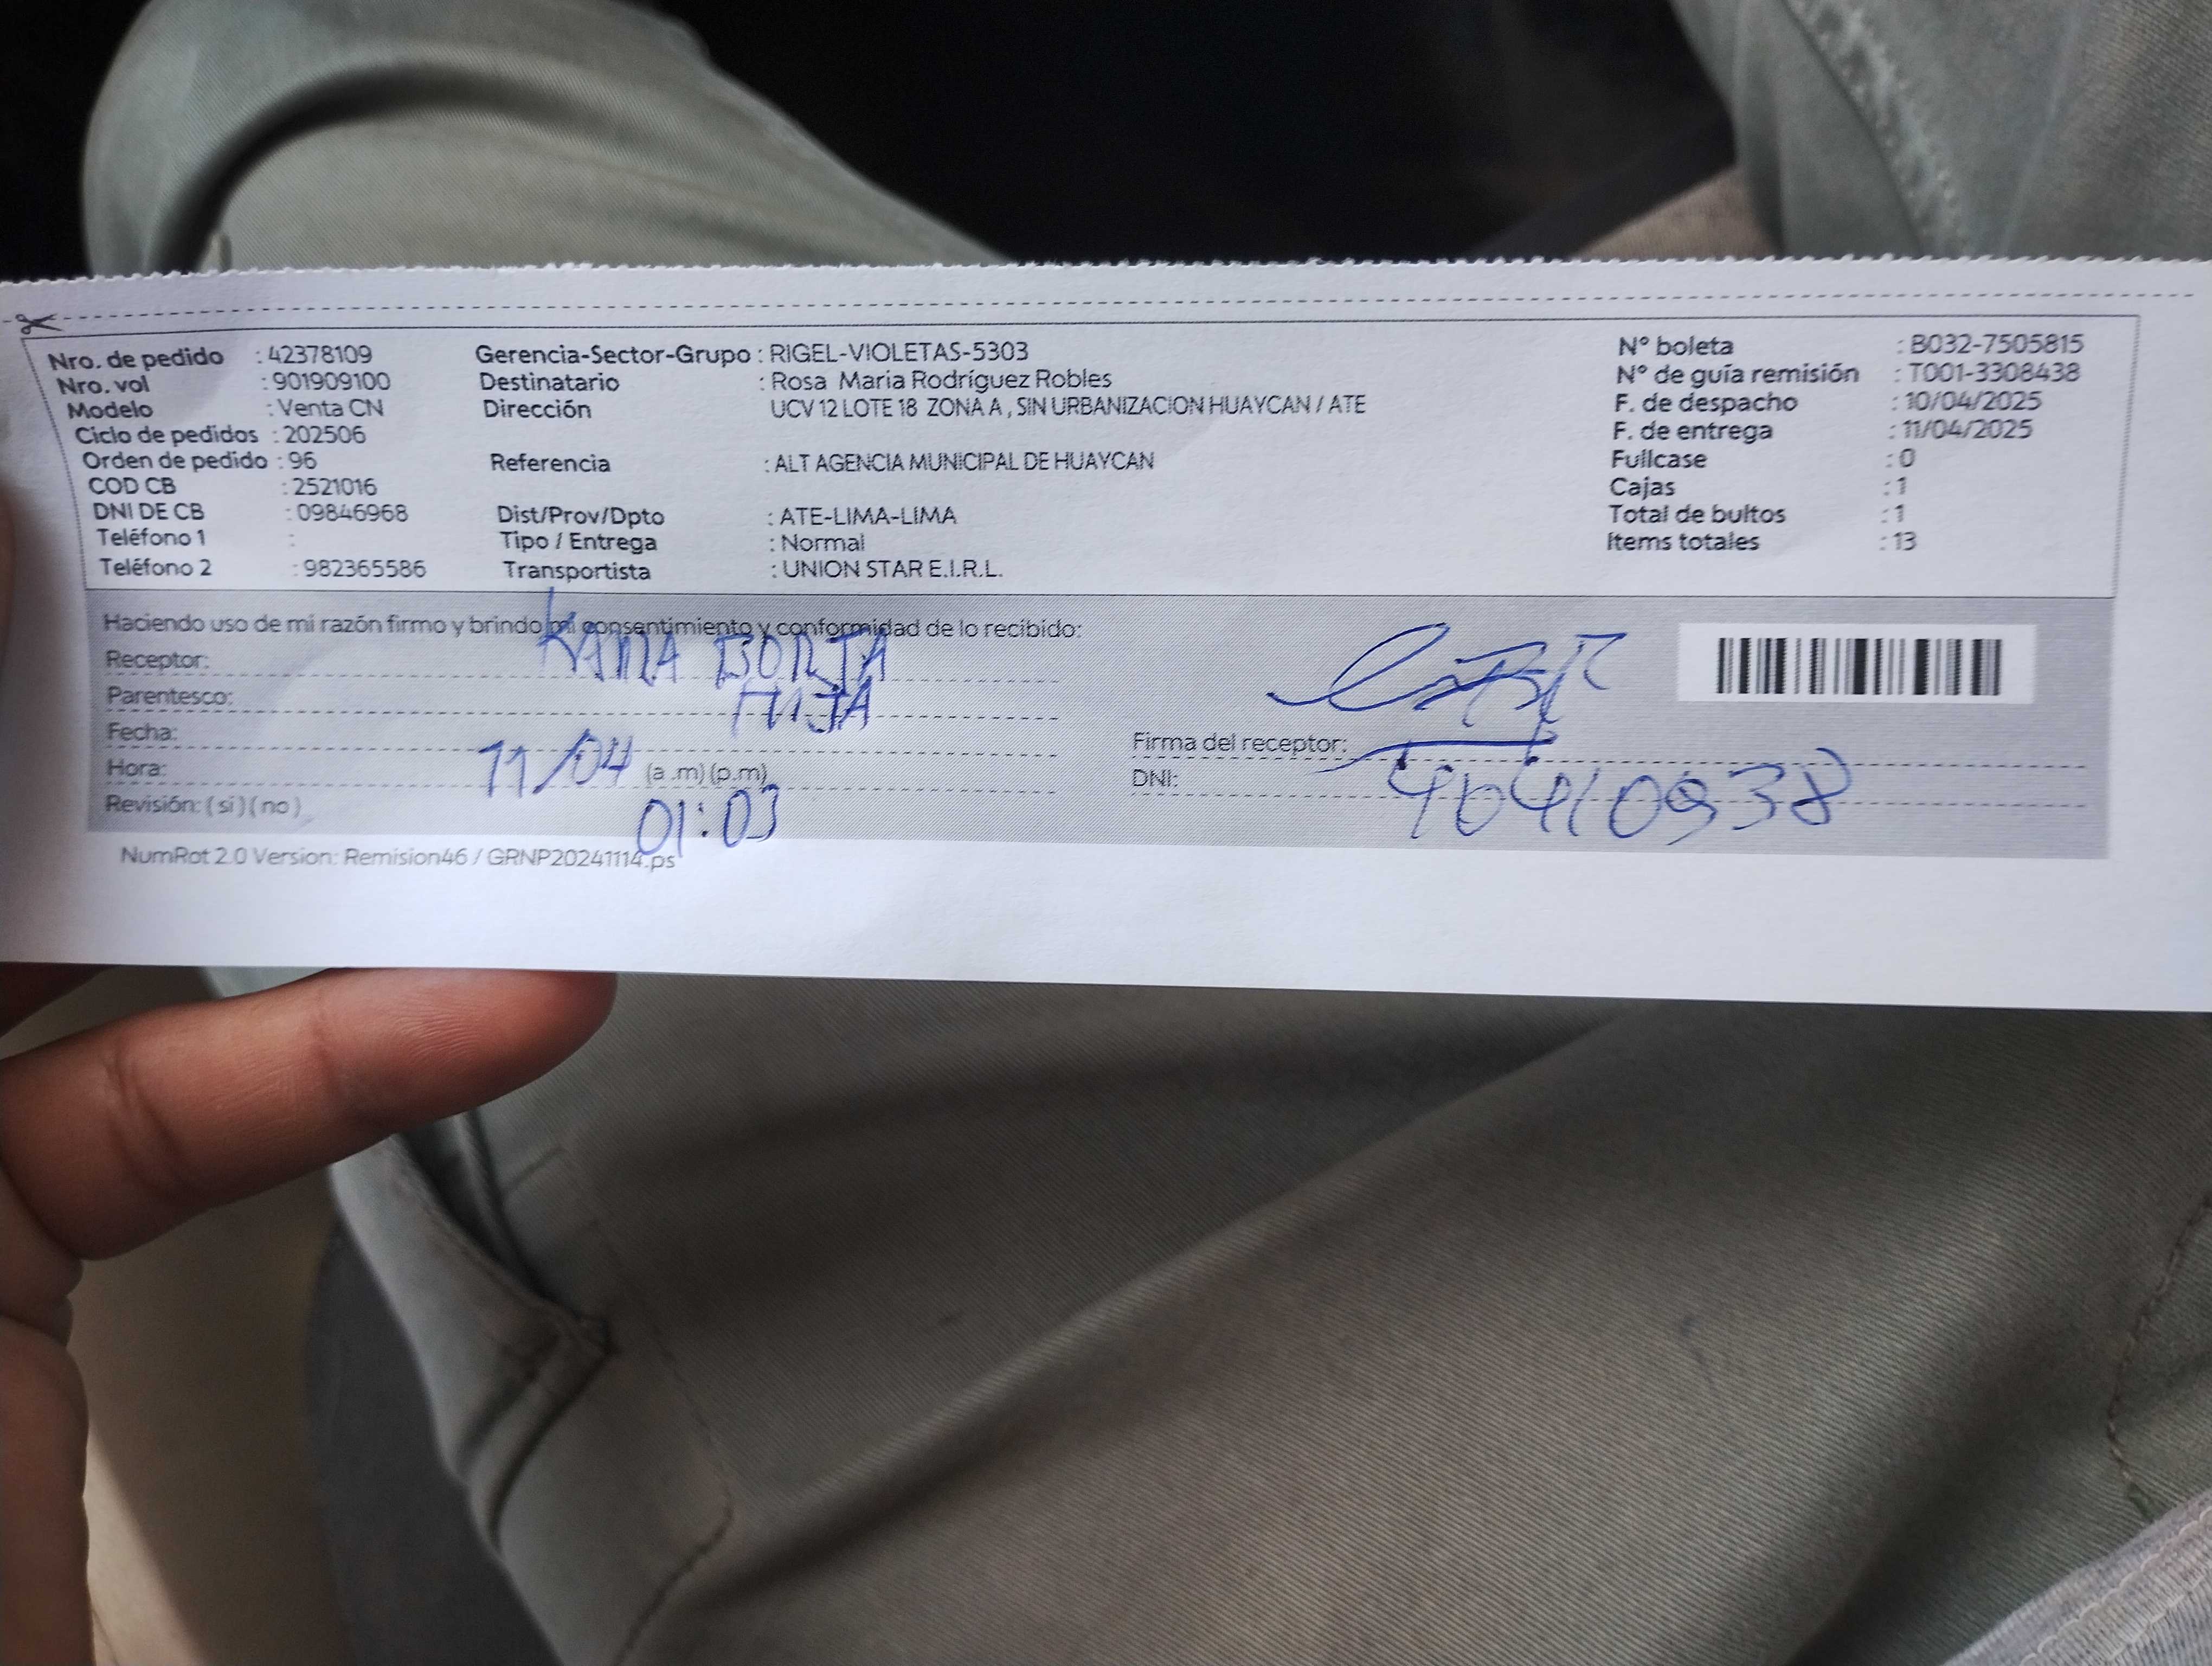 Nro. de pedido : 42378109
Nro. vol : 901909100
Modelo : Venta CN
Ciclo de pedidos : 202506
Orden de pedido : 96
COD CB : 2521016
DNI DE CB : 09846968
Teléfono 1 :
Teléfono 2 : 982365586
Gerencia-Sector-Grupo : RIGEL-VIOLETAS-5303
Destinatario : Rosa Maria Rodríguez Robles
Dirección UCV 12 LOTE 18 ZONA A , SIN URBANIZACION HUAYCAN / ATE
Referencia : ALT AGENCIA MUNICIPAL DE HUAYCAN
Dist/Prov/Dpto : ATE-LIMA-LIMA
Tipo / Entrega : Normal
Transportista : UNION STAR E.I.R.L.
N° boleta : B032-7505815
N° de guía remisión : T001-3308438
F. de despacho : 10/04/2025
F. de entrega : 11/04/2025
Fullcase : 0
Cajas : 1
Total de bultos : 1
Items totales : 13
Haciendo uso de mi razón firmo y brindo mi consentimiento y conformidad de lo recibido:
Receptor: BORJA
Parentesco: HIJA
Fecha: 11/04
Hora: (a .m) (p.m) 01:03
Revisión: ( si ) ( no )
Firma del receptor:
DNI:
NumRot 2.0 Version: Remision46 / GRNP20241114.ps